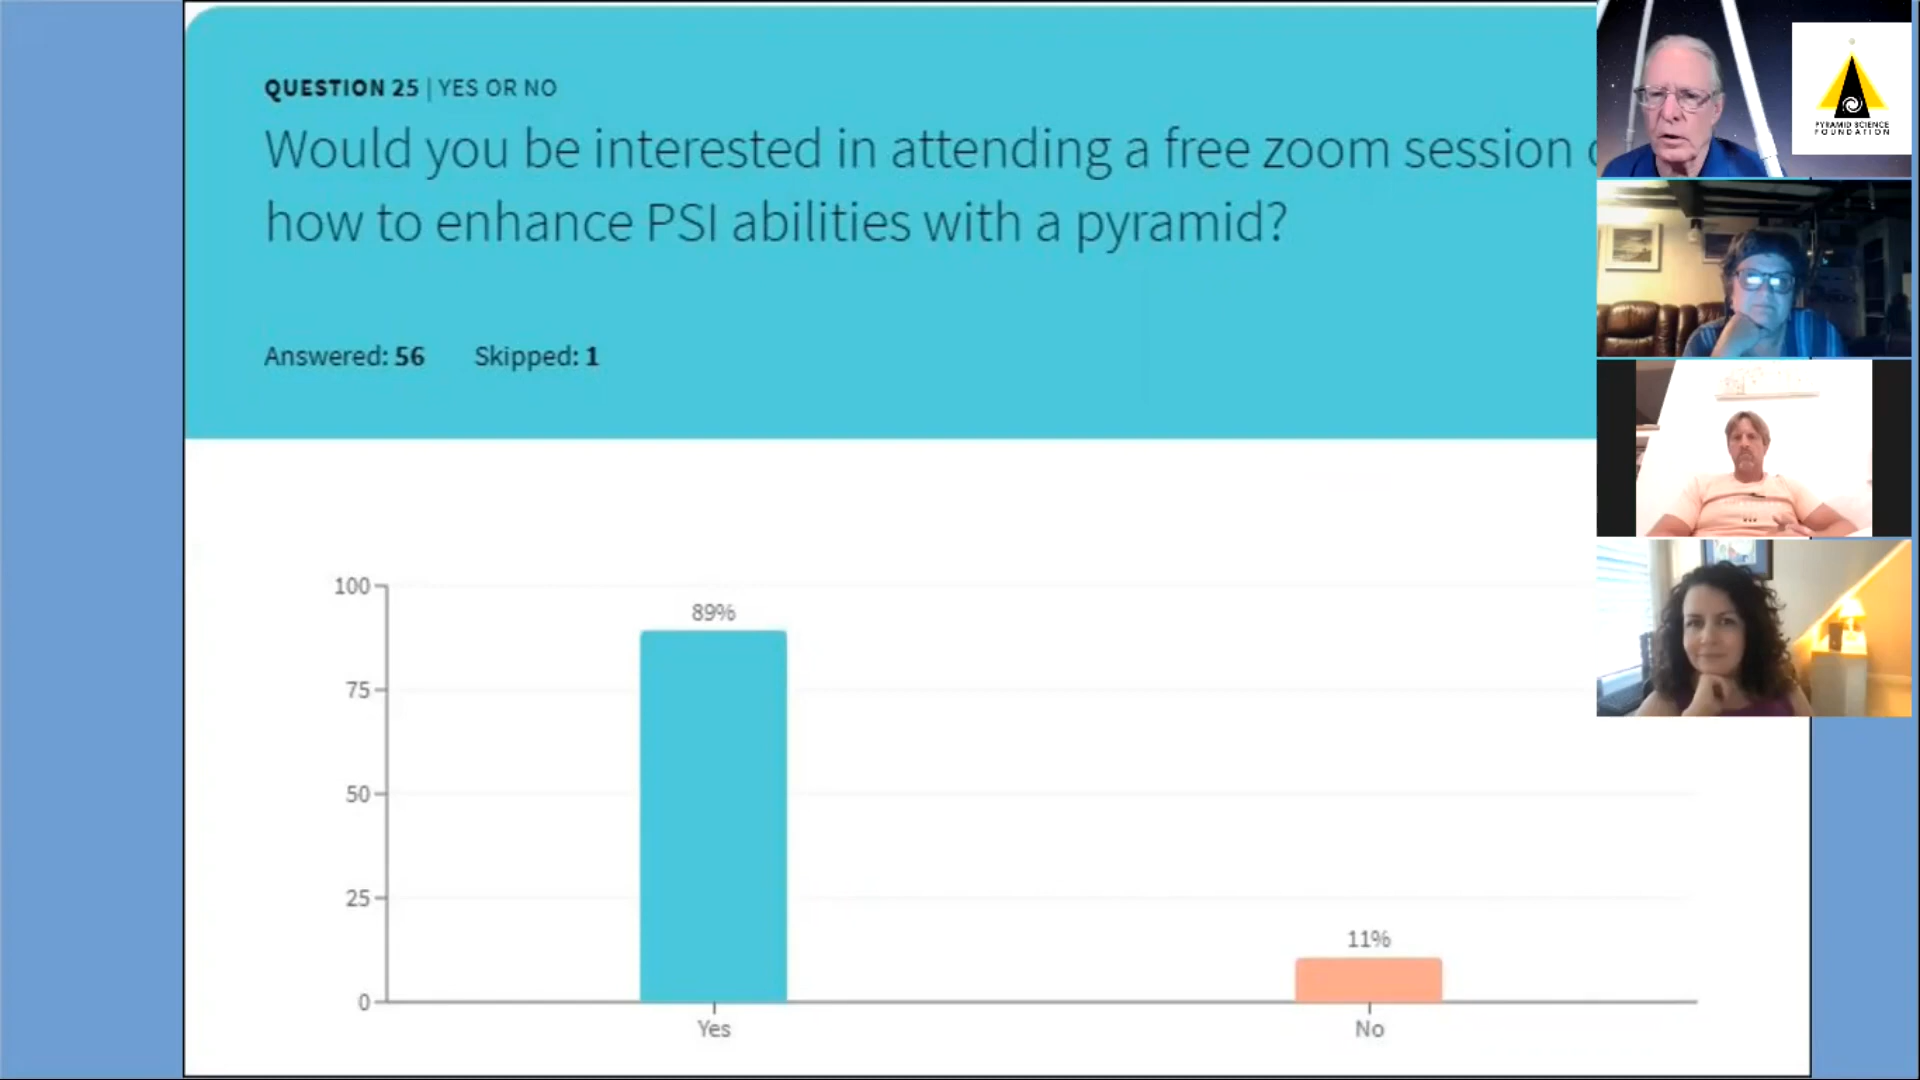 QUESTION 25 | YES OR NO
Would you be interested in attending a free zoom session
how to enhance PSI abilities with a pyramid?
Answered: 56 Skipped: 1
100
75
50
25
0
89%
11%
Yes
No
PYRAMID SCIENCE
FOUNDATION